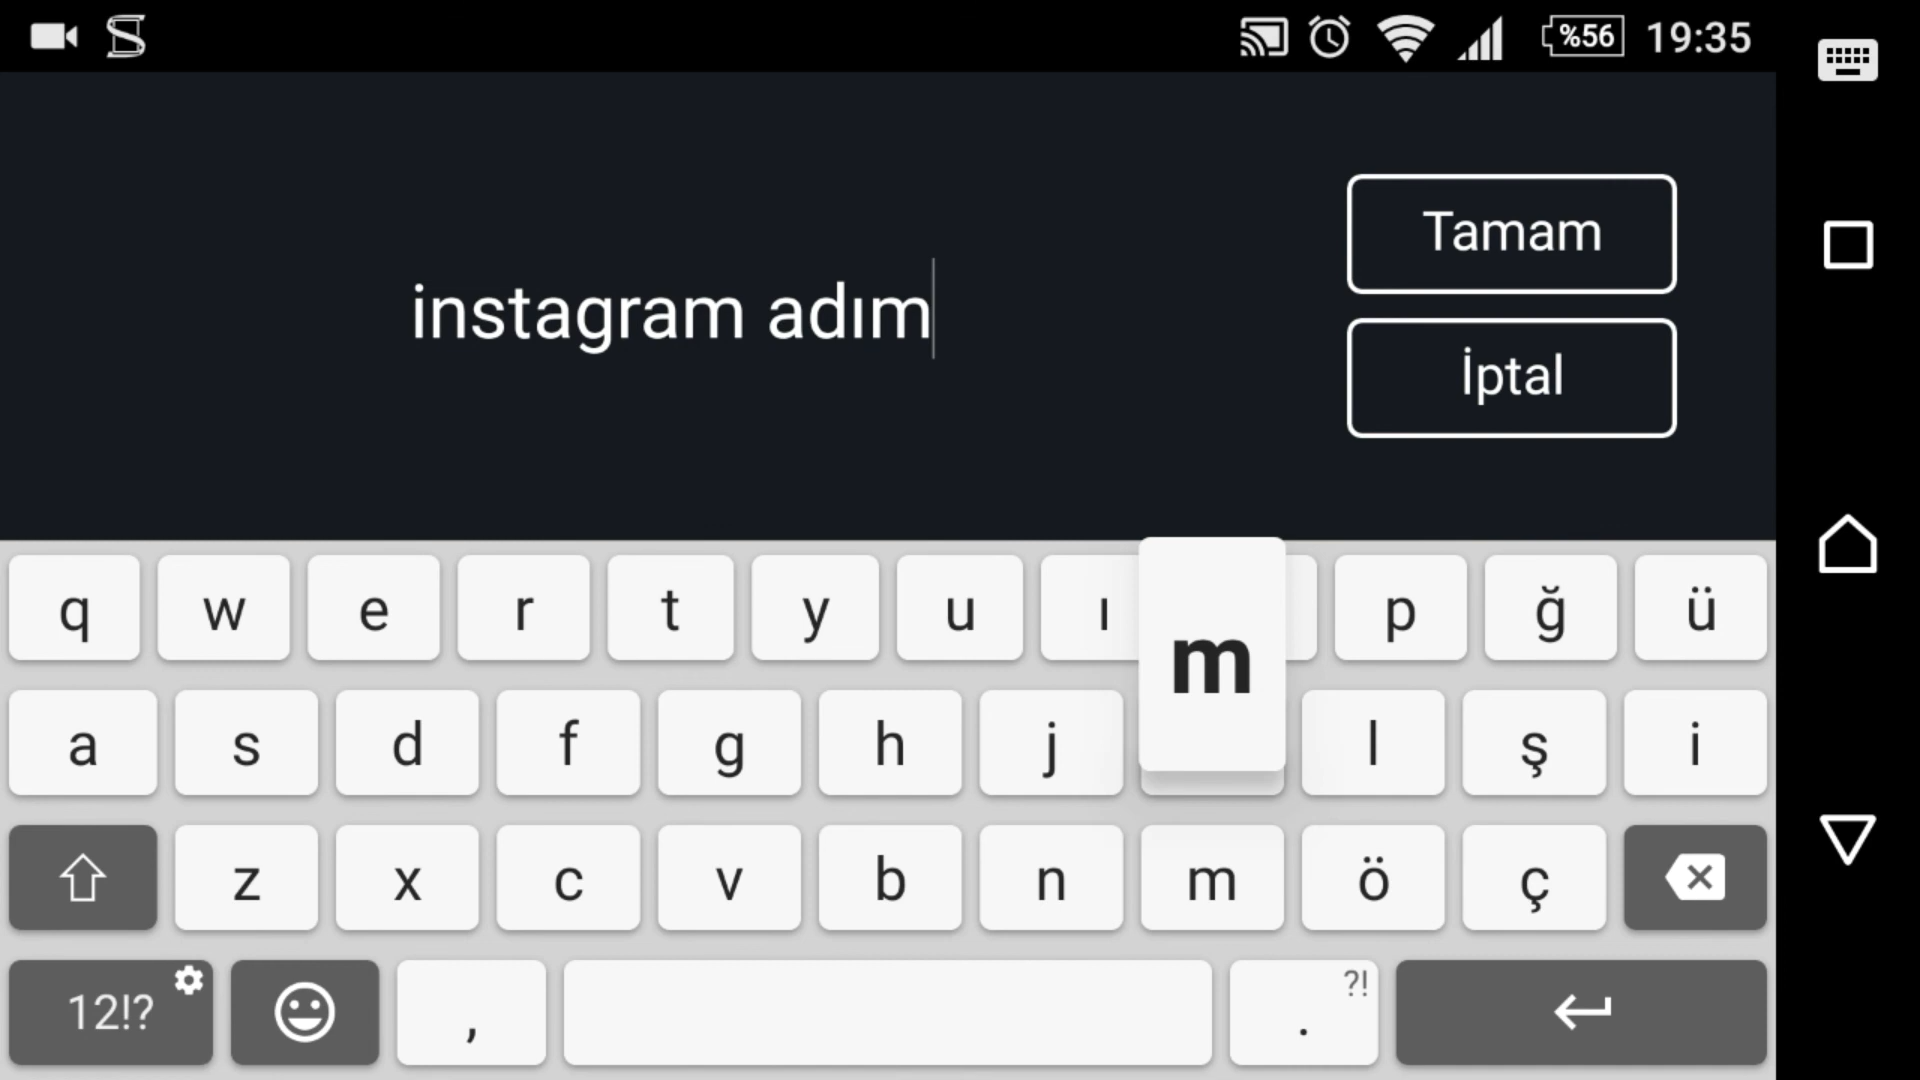 %56 19:35
Tamam
instagram adım
İptal
q w e r t y u ı p ğ ü
m
a s d f g h j l ş i
z x c v b n m ö ç
12!? , . ?!